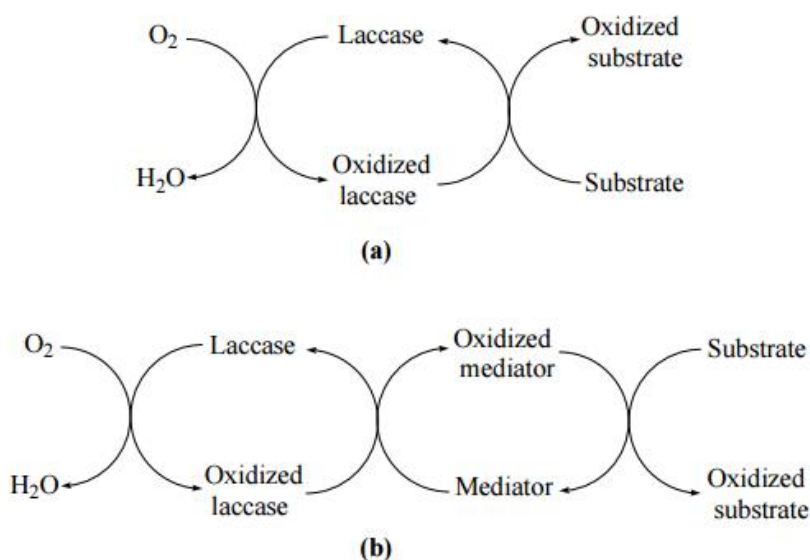 O₂
Laccase
Oxidized
substrate
H₂O
Oxidized
laccase
Substrate
(a)
O₂
Laccase
Oxidized
mediator
Substrate
H₂O
Oxidized
laccase
Mediator
Oxidized
substrate
(b)